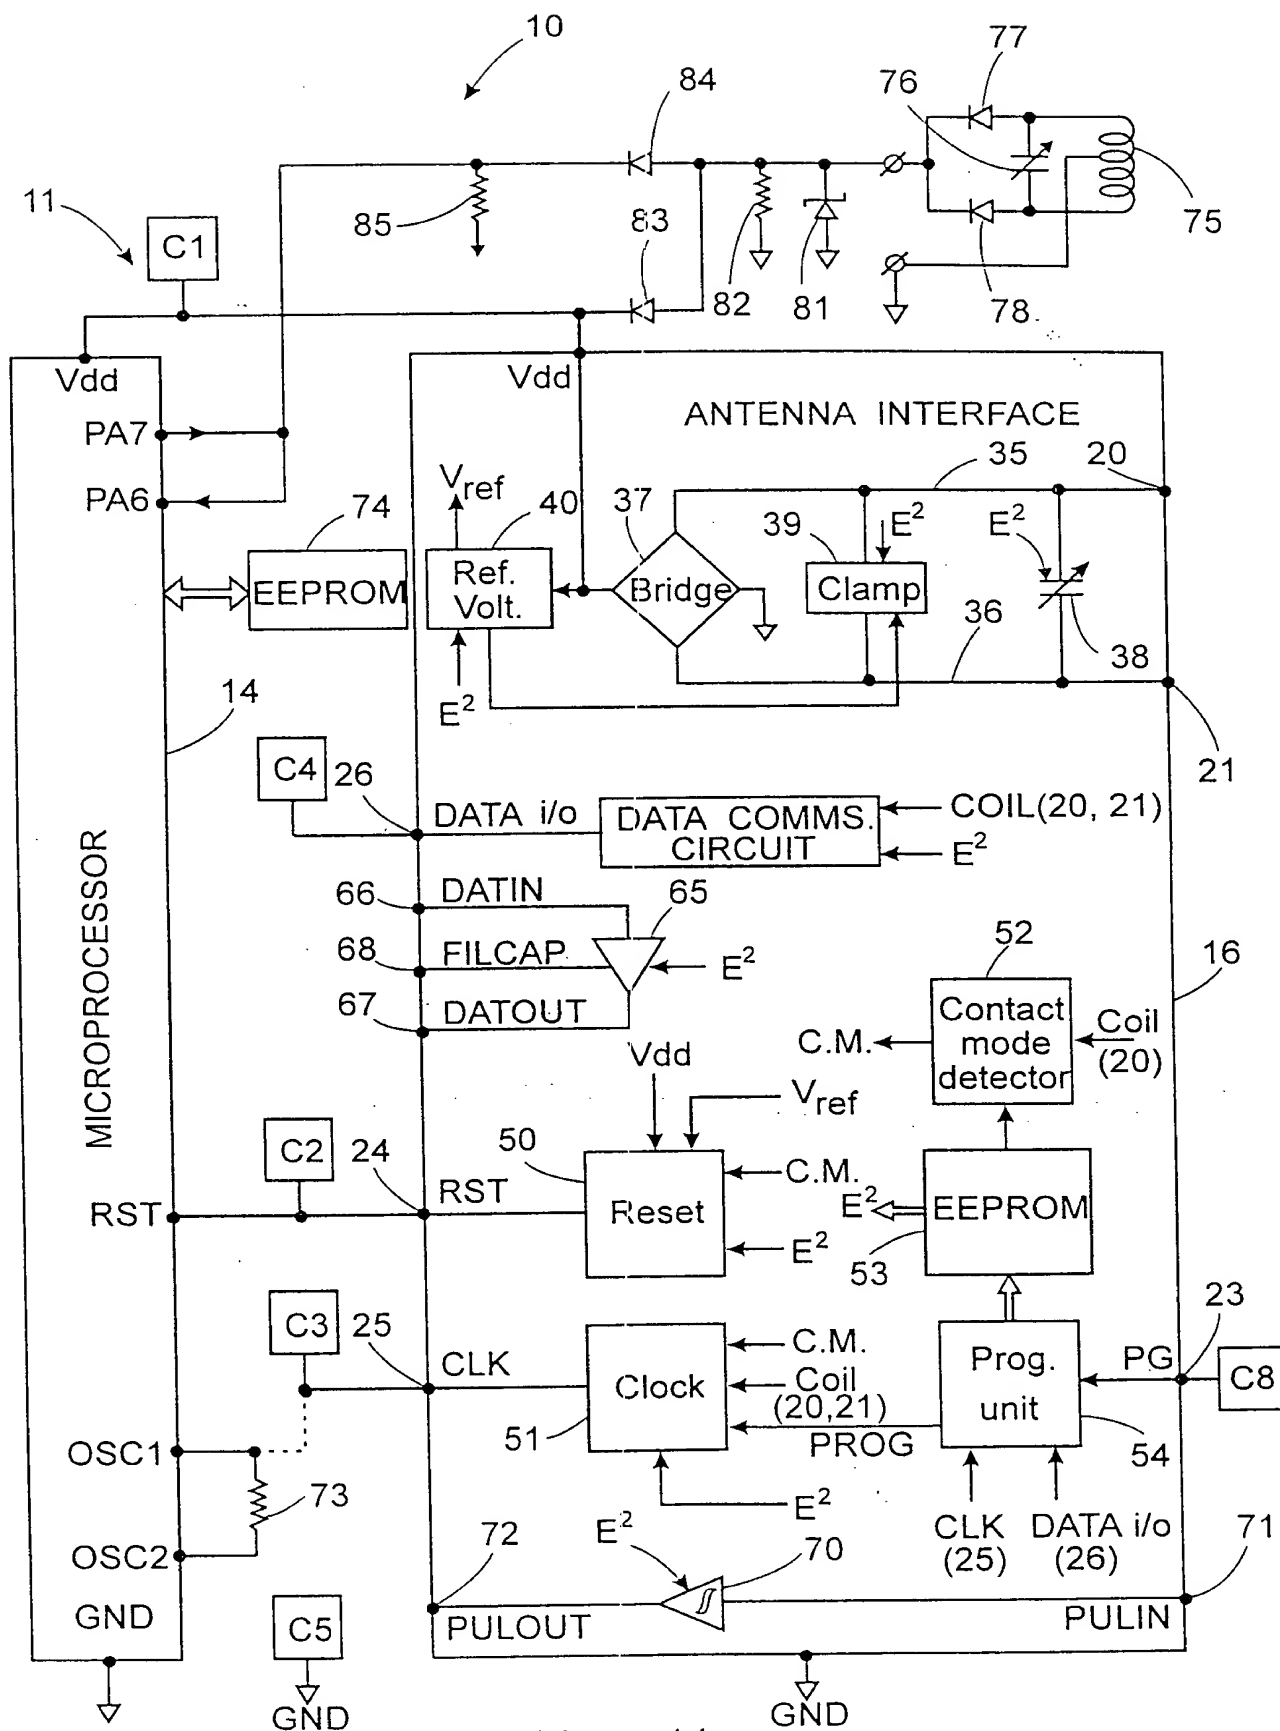 10
77
84
76
11
C1
85
83
75
82
81
78
Vdd
Vdd
ANTENNA INTERFACE
PA7
PA6
Vref
35
20
74
40
37
39
E²
E²
EEPROM
Ref.
Volt.
Bridge
Clamp
36
38
E²
14
21
C4
26
DATA i/o
DATA COMMS.
CIRCUIT
COIL(20, 21)
E²
MICROPROCESSOR
66
DATIN
65
68
FILCAP
E²
52
16
67
DATOUT
Contact
mode
detector
C.M.
Coil
(20)
Vdd
Vref
C2
24
50
C.M.
RST
RST
Reset
E²
EEPROM
E²
53
C3
25
23
CLK
Clock
C.M.
Coil
(20,21)
PROG
Prog.
unit
PG
C8
51
54
OSC1
73
E²
OSC2
E²
CLK
(25)
DATA i/o
(26)
72
70
71
GND
C5
PULOUT
PULIN
GND
GND